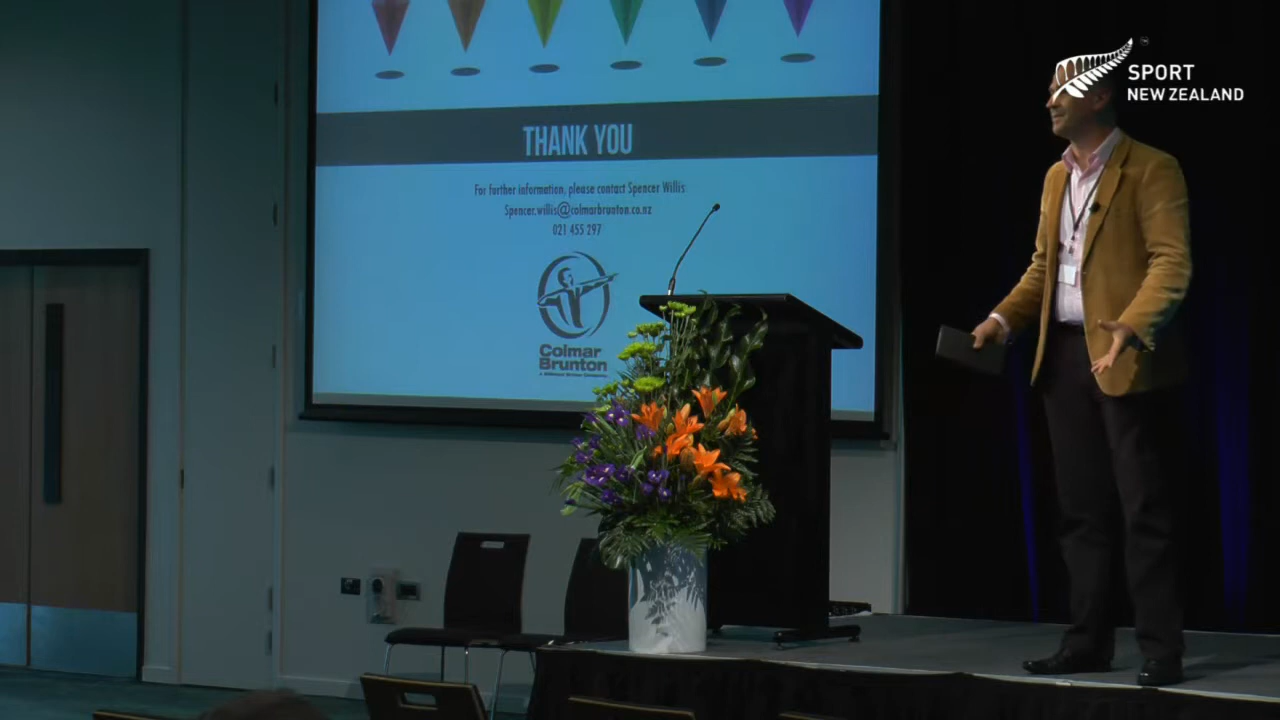 SPORT
NEW ZEALAND
THANK YOU
For further information, please contact Spencer Willis
Spencer.willis@colmarbrunton.co.nz
021 455 297
Colmar
Brunton